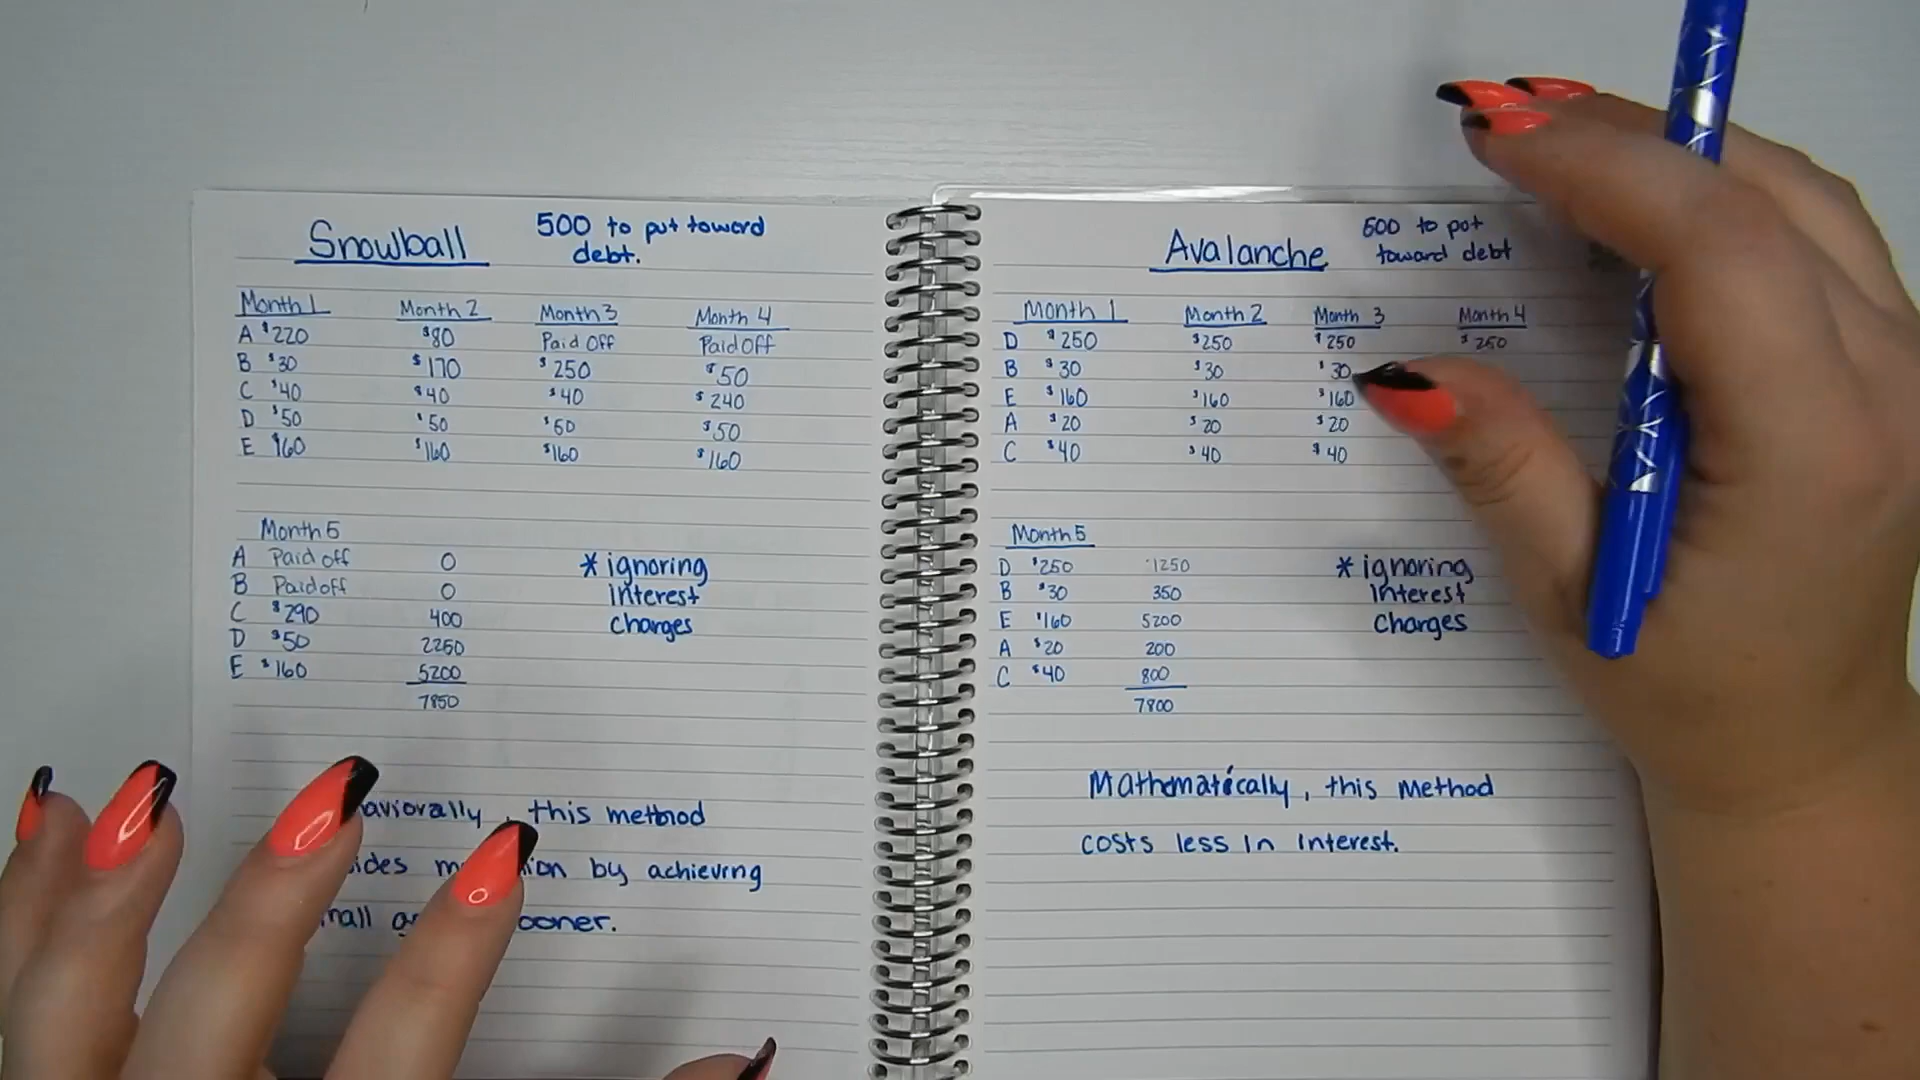 Snowball
500 to put toward
debt.
Month 1 Month 2 Month 3 Month 4
A $220 $80 Paid Off Paid Off
B $30 $170 $250 $50
C $40 $40 $40 $240
D $50 $50 $50 $50
E $160 $160 $160 $160
Month 5
A Paid off 0
B Paid off 0
C $290 400
D $50 2250
E $160 5200
7850
* ignoring
interest
charges
this method
by achieving
Avalanche
500 to put
toward debt
Month 1 Month 2 Month 3 Month 4
D $250 $250 $250 $250
B $30 $30 $30
E $160 $160 $160
A $20 $20 $20
C $40 $40 $40
Month 5
D $250 1250
B $30 350
E $160 5200
A $20 200
C $40 800
7800
* ignoring
interest
charges
Mathematically, this method
costs less in interest.